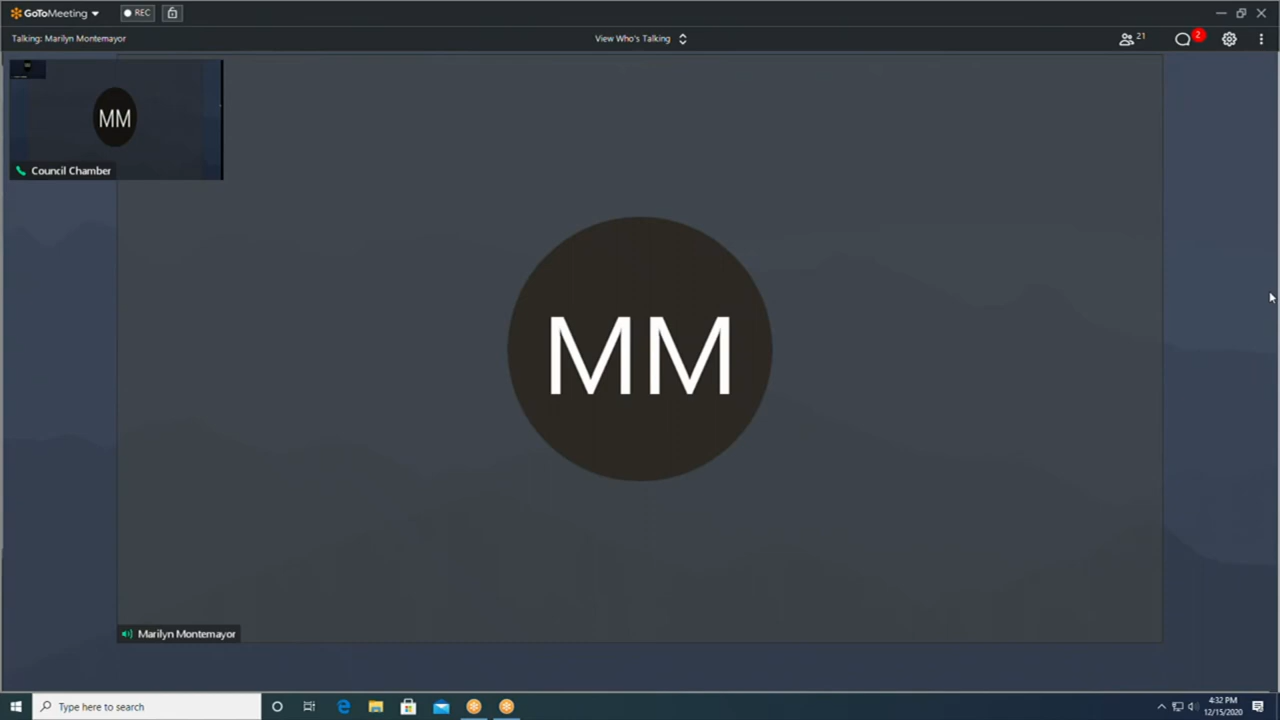 GoToMeeting
REC
Talking: Marilyn Montemayor
View Who's Talking
21
2
MM
Council Chamber
MM
Marilyn Montemayor
Type here to search
4:32 PM
12/15/2020